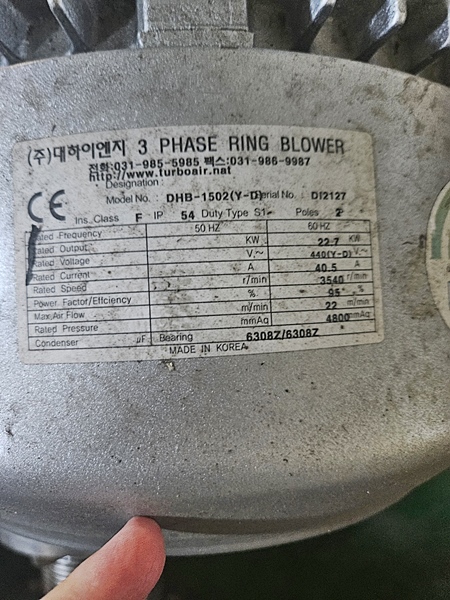 (주)대하이엔지 3 PHASE RING BLOWER
전화:031-985-5985 팩스:031-986-9987
http://www.turboair.net
Designation
Model No. : DHB-1502(Y-D) Serial No. : DI2127
CE Ins. Class F IP 54 Duty Type S1 Poles 2
Rated Frequency 50 HZ 60 HZ
Rated Output KW 22.7 KW
Rated Voltage V.~ 440(Y-D) V.~
Rated Current A 40.5 A
Rated Speed r/min 3540 r/min
Power Factor/Efficiency % 95 %
Max.Air Flow m/min 22 m/min
Rated Pressure mmAq 4800 mmAq
Condenser µF Bearing 6308Z/6308Z
MADE IN KOREA